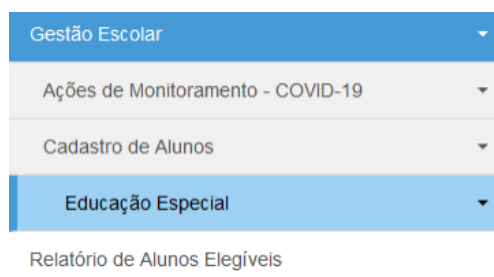 Gestão Escolar
Ações de Monitoramento - COVID-19
Cadastro de Alunos
Educação Especial
Relatório de Alunos Elegíveis